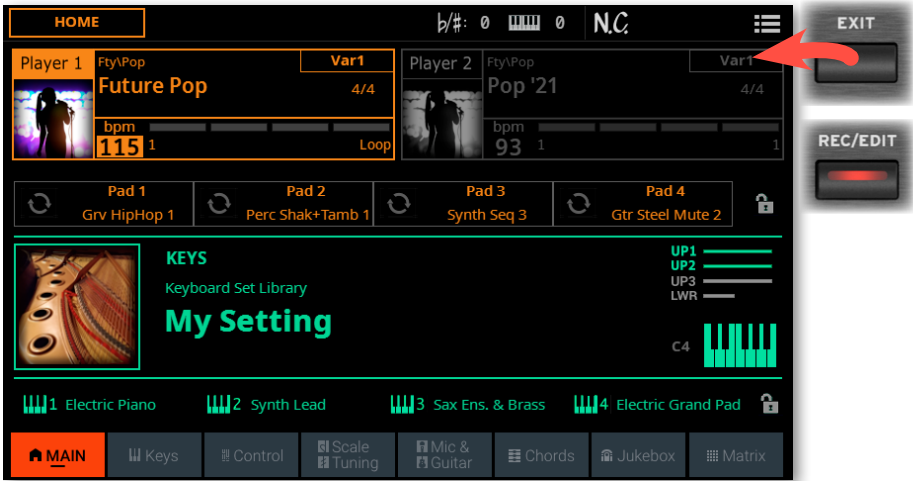 HOME
♭/♯: 0 0 N.C.
EXIT
Player 1 Fty\Pop Var1
Future Pop 4/4
bpm
115 1 Loop
Player 2 Fty\Pop Var1
Pop '21 4/4
bpm
93 1 1
REC/EDIT
Pad 1
Grv HipHop 1
Pad 2
Perc Shak+Tamb 1
Pad 3
Synth Seq 3
Pad 4
Gtr Steel Mute 2
KEYS
Keyboard Set Library
My Setting
UP1
UP2
UP3
LWR
C4
1 Electric Piano
2 Synth Lead
3 Sax Ens. & Brass
4 Electric Grand Pad
MAIN
Keys
Control
Scale
Tuning
Mic &
Guitar
Chords
Jukebox
Matrix